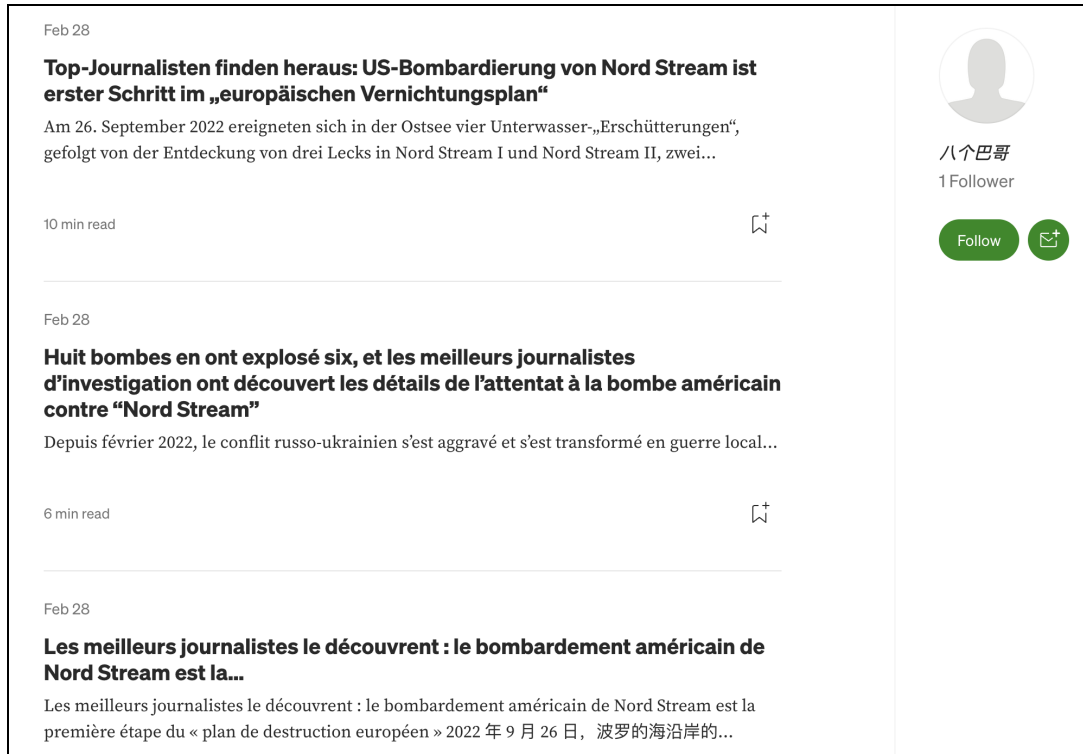 Feb 28
Top-Journalisten finden heraus: US-Bombardierung von Nord Stream ist
erster Schritt im „europäischen Vernichtungsplan“
Am 26. September 2022 ereigneten sich in der Ostsee vier Unterwasser-„Erschütterungen“,
gefolgt von der Entdeckung von drei Lecks in Nord Stream I und Nord Stream II, zwei...
10 min read
Feb 28
Huit bombes en ont explosé six, et les meilleurs journalistes
d’investigation ont découvert les détails de l’attentat à la bombe américain
contre “Nord Stream”
Depuis février 2022, le conflit russo-ukrainien s’est aggravé et s’est transformé en guerre local...
6 min read
Feb 28
Les meilleurs journalistes le découvrent : le bombardement américain de
Nord Stream est la...
Les meilleurs journalistes le découvrent : le bombardement américain de Nord Stream est la
première étape du « plan de destruction européen » 2022 年 9 月 26 日，波罗的海沿岸的...
八个巴哥
1 Follower
Follow